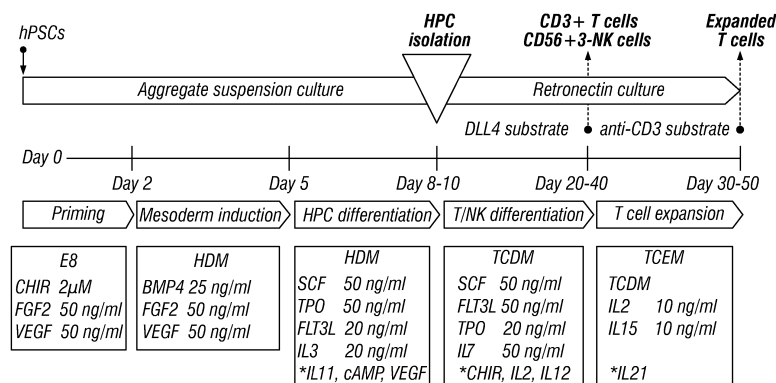 hPSCs
HPC
isolation
CD3+ T cells
CD56+3-NK cells
Expanded
T cells
Aggregate suspension culture
Retronectin culture
DLL4 substrate
anti-CD3 substrate
Day 0
Day 2
Day 5
Day 8-10
Day 20-40
Day 30-50
Priming
Mesoderm induction
HPC differentiation
T/NK differentiation
T cell expansion
E8
CHIR 2μM
FGF2 50 ng/ml
VEGF 50 ng/ml
HDM
BMP4 25 ng/ml
FGF2 50 ng/ml
VEGF 50 ng/ml
HDM
SCF 50 ng/ml
TPO 50 ng/ml
FLT3L 20 ng/ml
IL3 20 ng/ml
*IL11, cAMP, VEGF
TCDM
SCF 50 ng/ml
FLT3L 50 ng/ml
TPO 20 ng/ml
IL7 50 ng/ml
*CHIR, IL2, IL12
TCEM
TCDM
IL2 10 ng/ml
IL15 10 ng/ml
*IL21